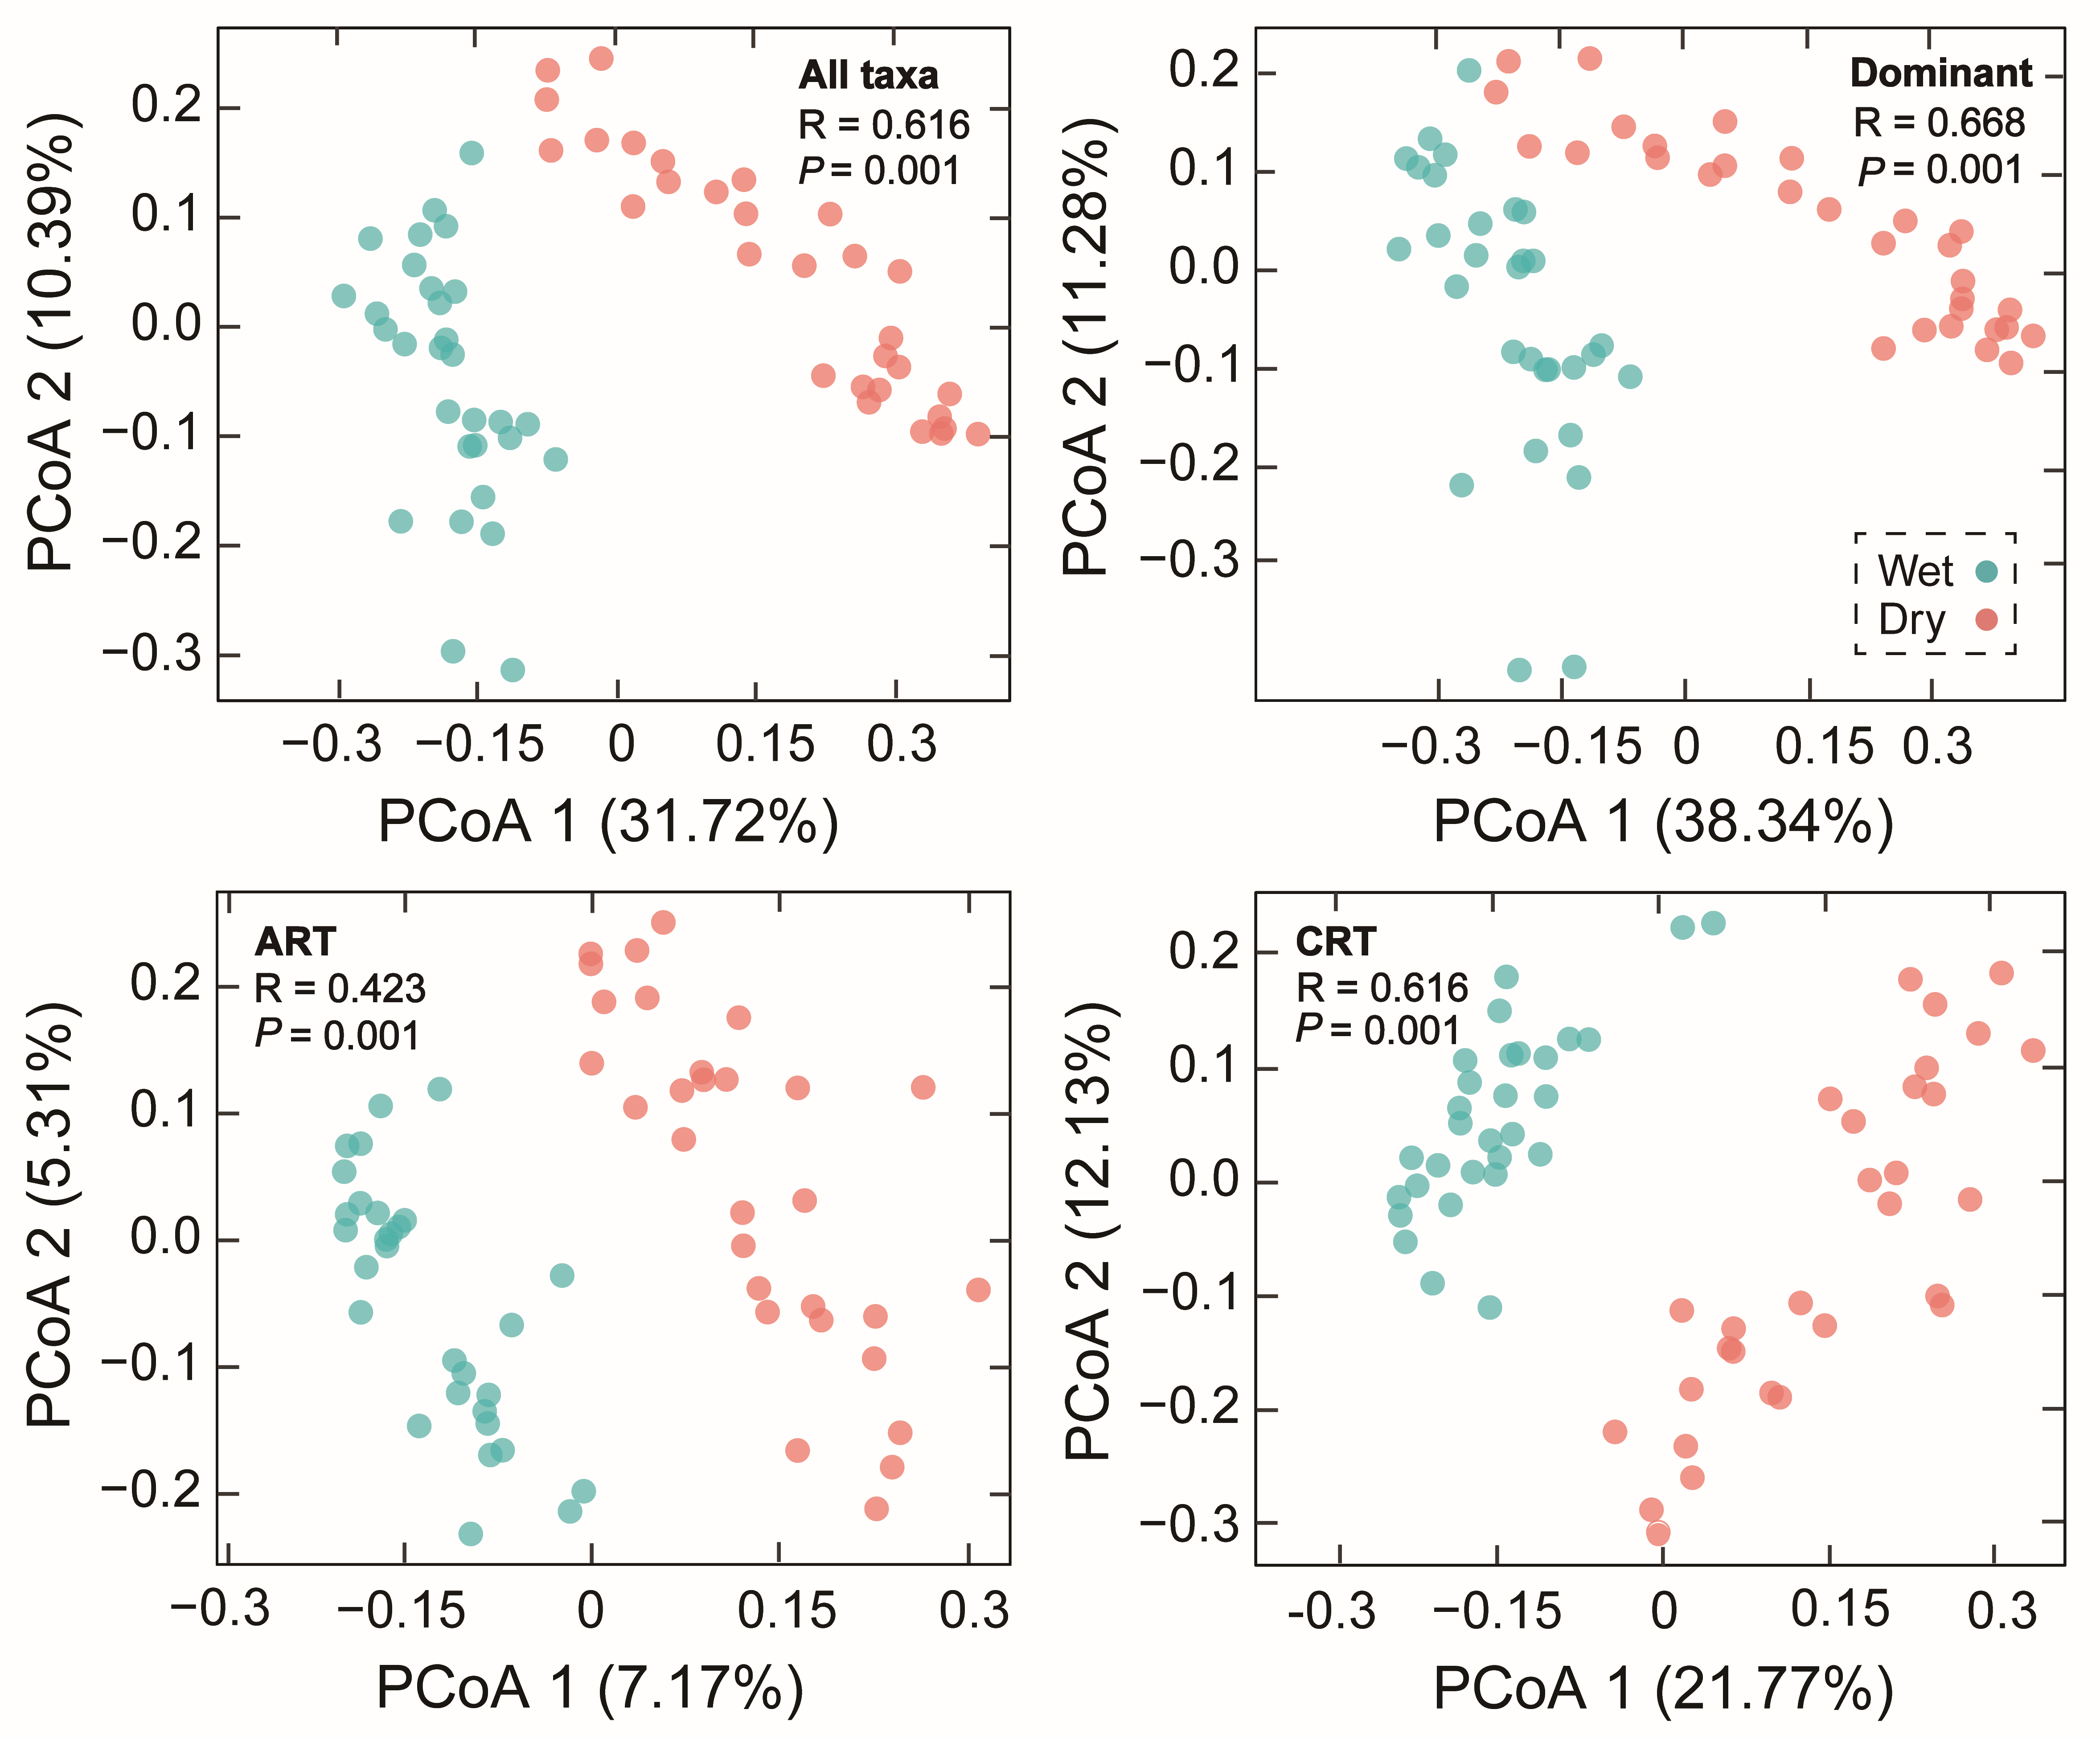 All taxa
R = 0.616
P = 0.001
0.2
0.1
0.0
−0.1
−0.2
−0.3
PCoA 2 (10.39%)
−0.3 −0.15 0 0.15 0.3
PCoA 1 (31.72%)
Dominant
R = 0.668
P = 0.001
0.2
0.1
0.0
−0.1
−0.2
−0.3
PCoA 2 (11.28%)
Wet
Dry
−0.3 −0.15 0 0.15 0.3
PCoA 1 (38.34%)
ART
R = 0.423
P = 0.001
0.2
0.1
0.0
−0.1
−0.2
PCoA 2 (5.31%)
−0.3 −0.15 0 0.15 0.3
PCoA 1 (7.17%)
CRT
R = 0.616
P = 0.001
0.2
0.1
0.0
−0.1
−0.2
−0.3
PCoA 2 (12.13%)
-0.3 −0.15 0 0.15 0.3
PCoA 1 (21.77%)